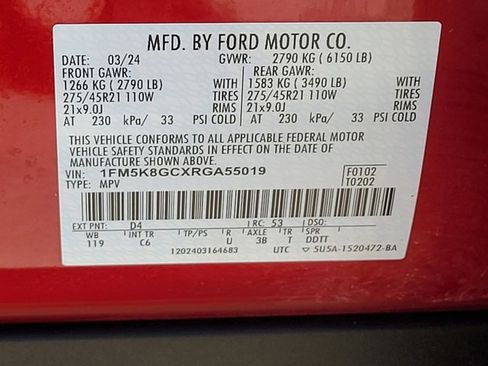 MFD. BY FORD MOTOR CO.
DATE: 03/24 GVWR: 2790 KG ( 6150 LB)
FRONT GAWR: REAR GAWR:
1266 KG ( 2790 LB) WITH 1583 KG ( 3490 LB) WITH
275/45R21 110W TIRES 275/45R21 110W TIRES
21x9.0J RIMS 21x9.0J RIMS
AT 230 kPa/ 33 PSI COLD AT 230 kPa/ 33 PSI COLD
THIS VEHICLE CONFORMS TO ALL APPLICABLE FEDERAL MOTOR
VEHICLE SAFETY AND THEFT PREVENTION STANDARDS IN EFFECT ON THE DATE OF
MANUFACTURE SHOWN ABOVE.
VIN: 1FM5K8GCXRGA55019 F0102
TYPE: MPV T0202
EXT PNT: D4 RC: 53 DSO:
WB INT TR TP/PS R AXLE TR SPR
119 C6 U 3B T DDTT
1202403164683 UTC 5U5A-1520472-BA